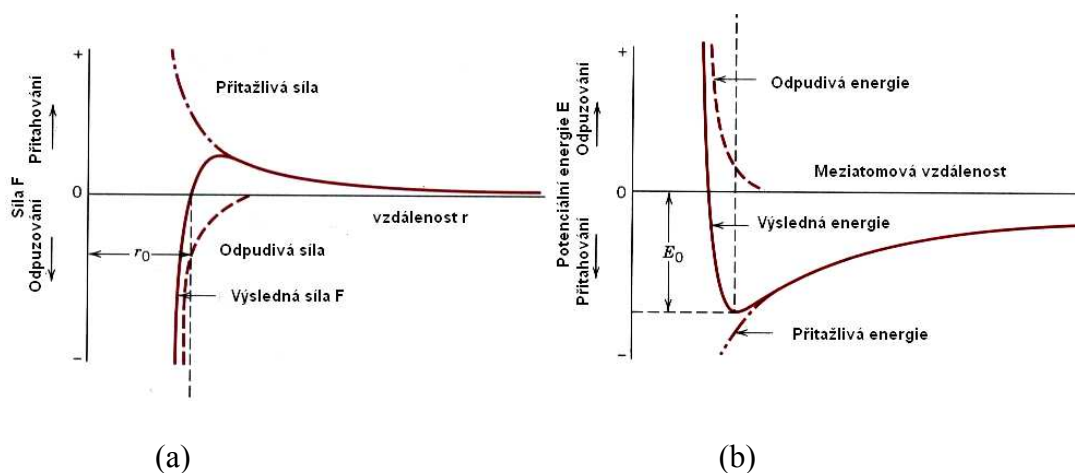 +
Přitahování
Síla F
Odpuzování
0
−
Přitažlivá síla
vzdálenost r
r₀
Odpudivá síla
Výsledná síla F
(a)
+
Odpuzování
Potenciální energie E
Přitahování
0
−
Odpudivá energie
Meziatomová vzdálenost
Výsledná energie
E₀
Přitažlivá energie
(b)